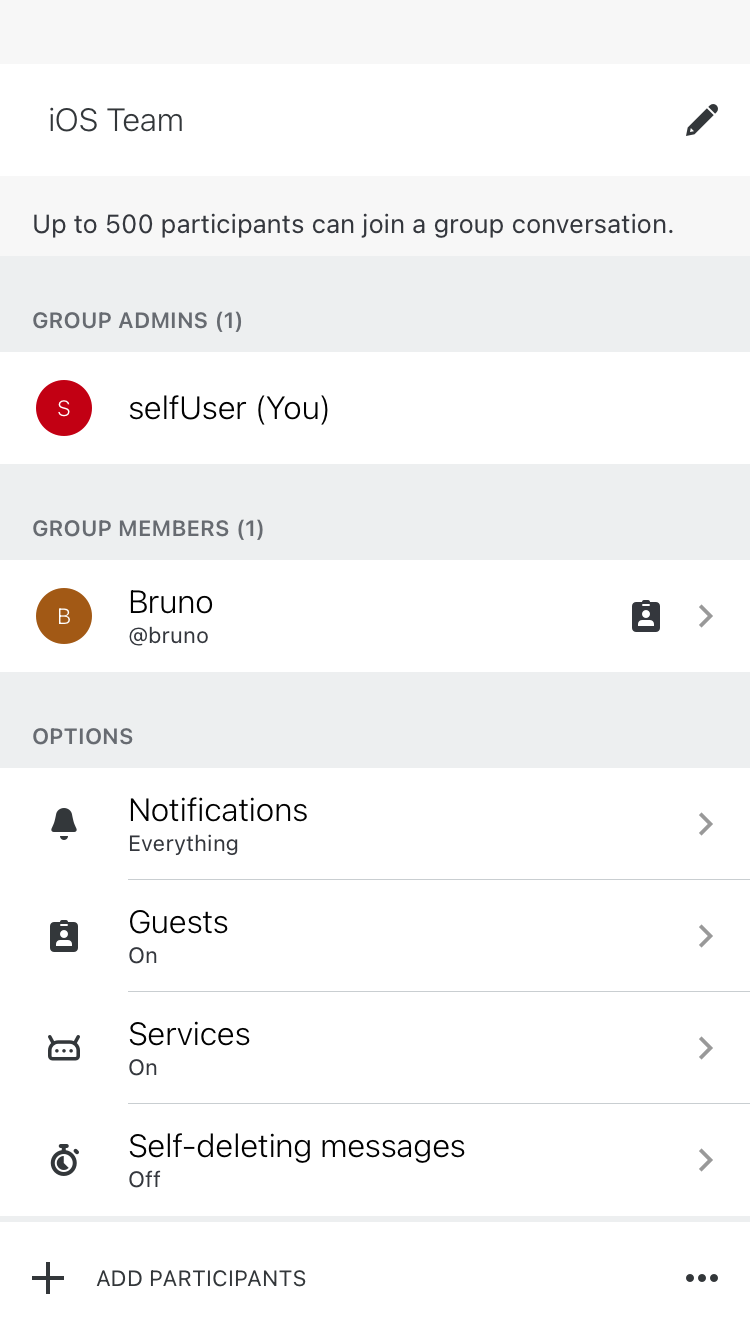 iOS Team
Up to 500 participants can join a group conversation.
GROUP ADMINS (1)
S
selfUser (You)
GROUP MEMBERS (1)
B
Bruno
@bruno
OPTIONS
Notifications
Everything
Guests
On
Services
On
Self-deleting messages
Off
ADD PARTICIPANTS